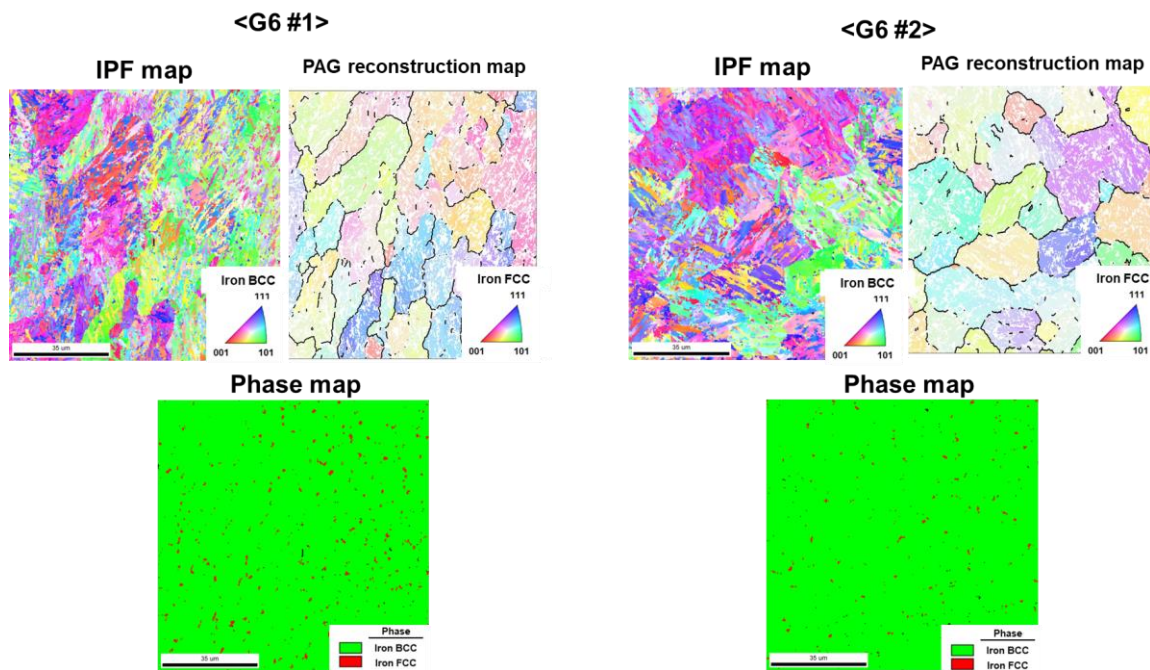 <G6 #1>
IPF map
PAG reconstruction map
Iron BCC
111
001
101
35 um
Iron FCC
111
001
101
Phase map
35 um
Phase
Iron BCC
Iron FCC
<G6 #2>
IPF map
PAG reconstruction map
Iron BCC
111
001
101
35 um
Iron FCC
111
001
101
Phase map
35 um
Phase
Iron BCC
Iron FCC